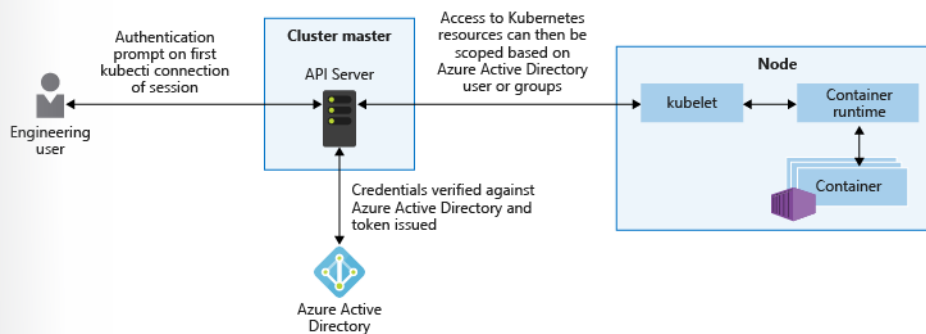 Authentication
prompt on first
kubecti connection
of session
Engineering
user
Cluster master
API Server
Access to Kubernetes
resources can then be
scoped based on
Azure Active Directory
user or groups
Credentials verified against
Azure Active Directory and
token issued
Azure Active
Directory
Node
kubelet
Container
runtime
Container